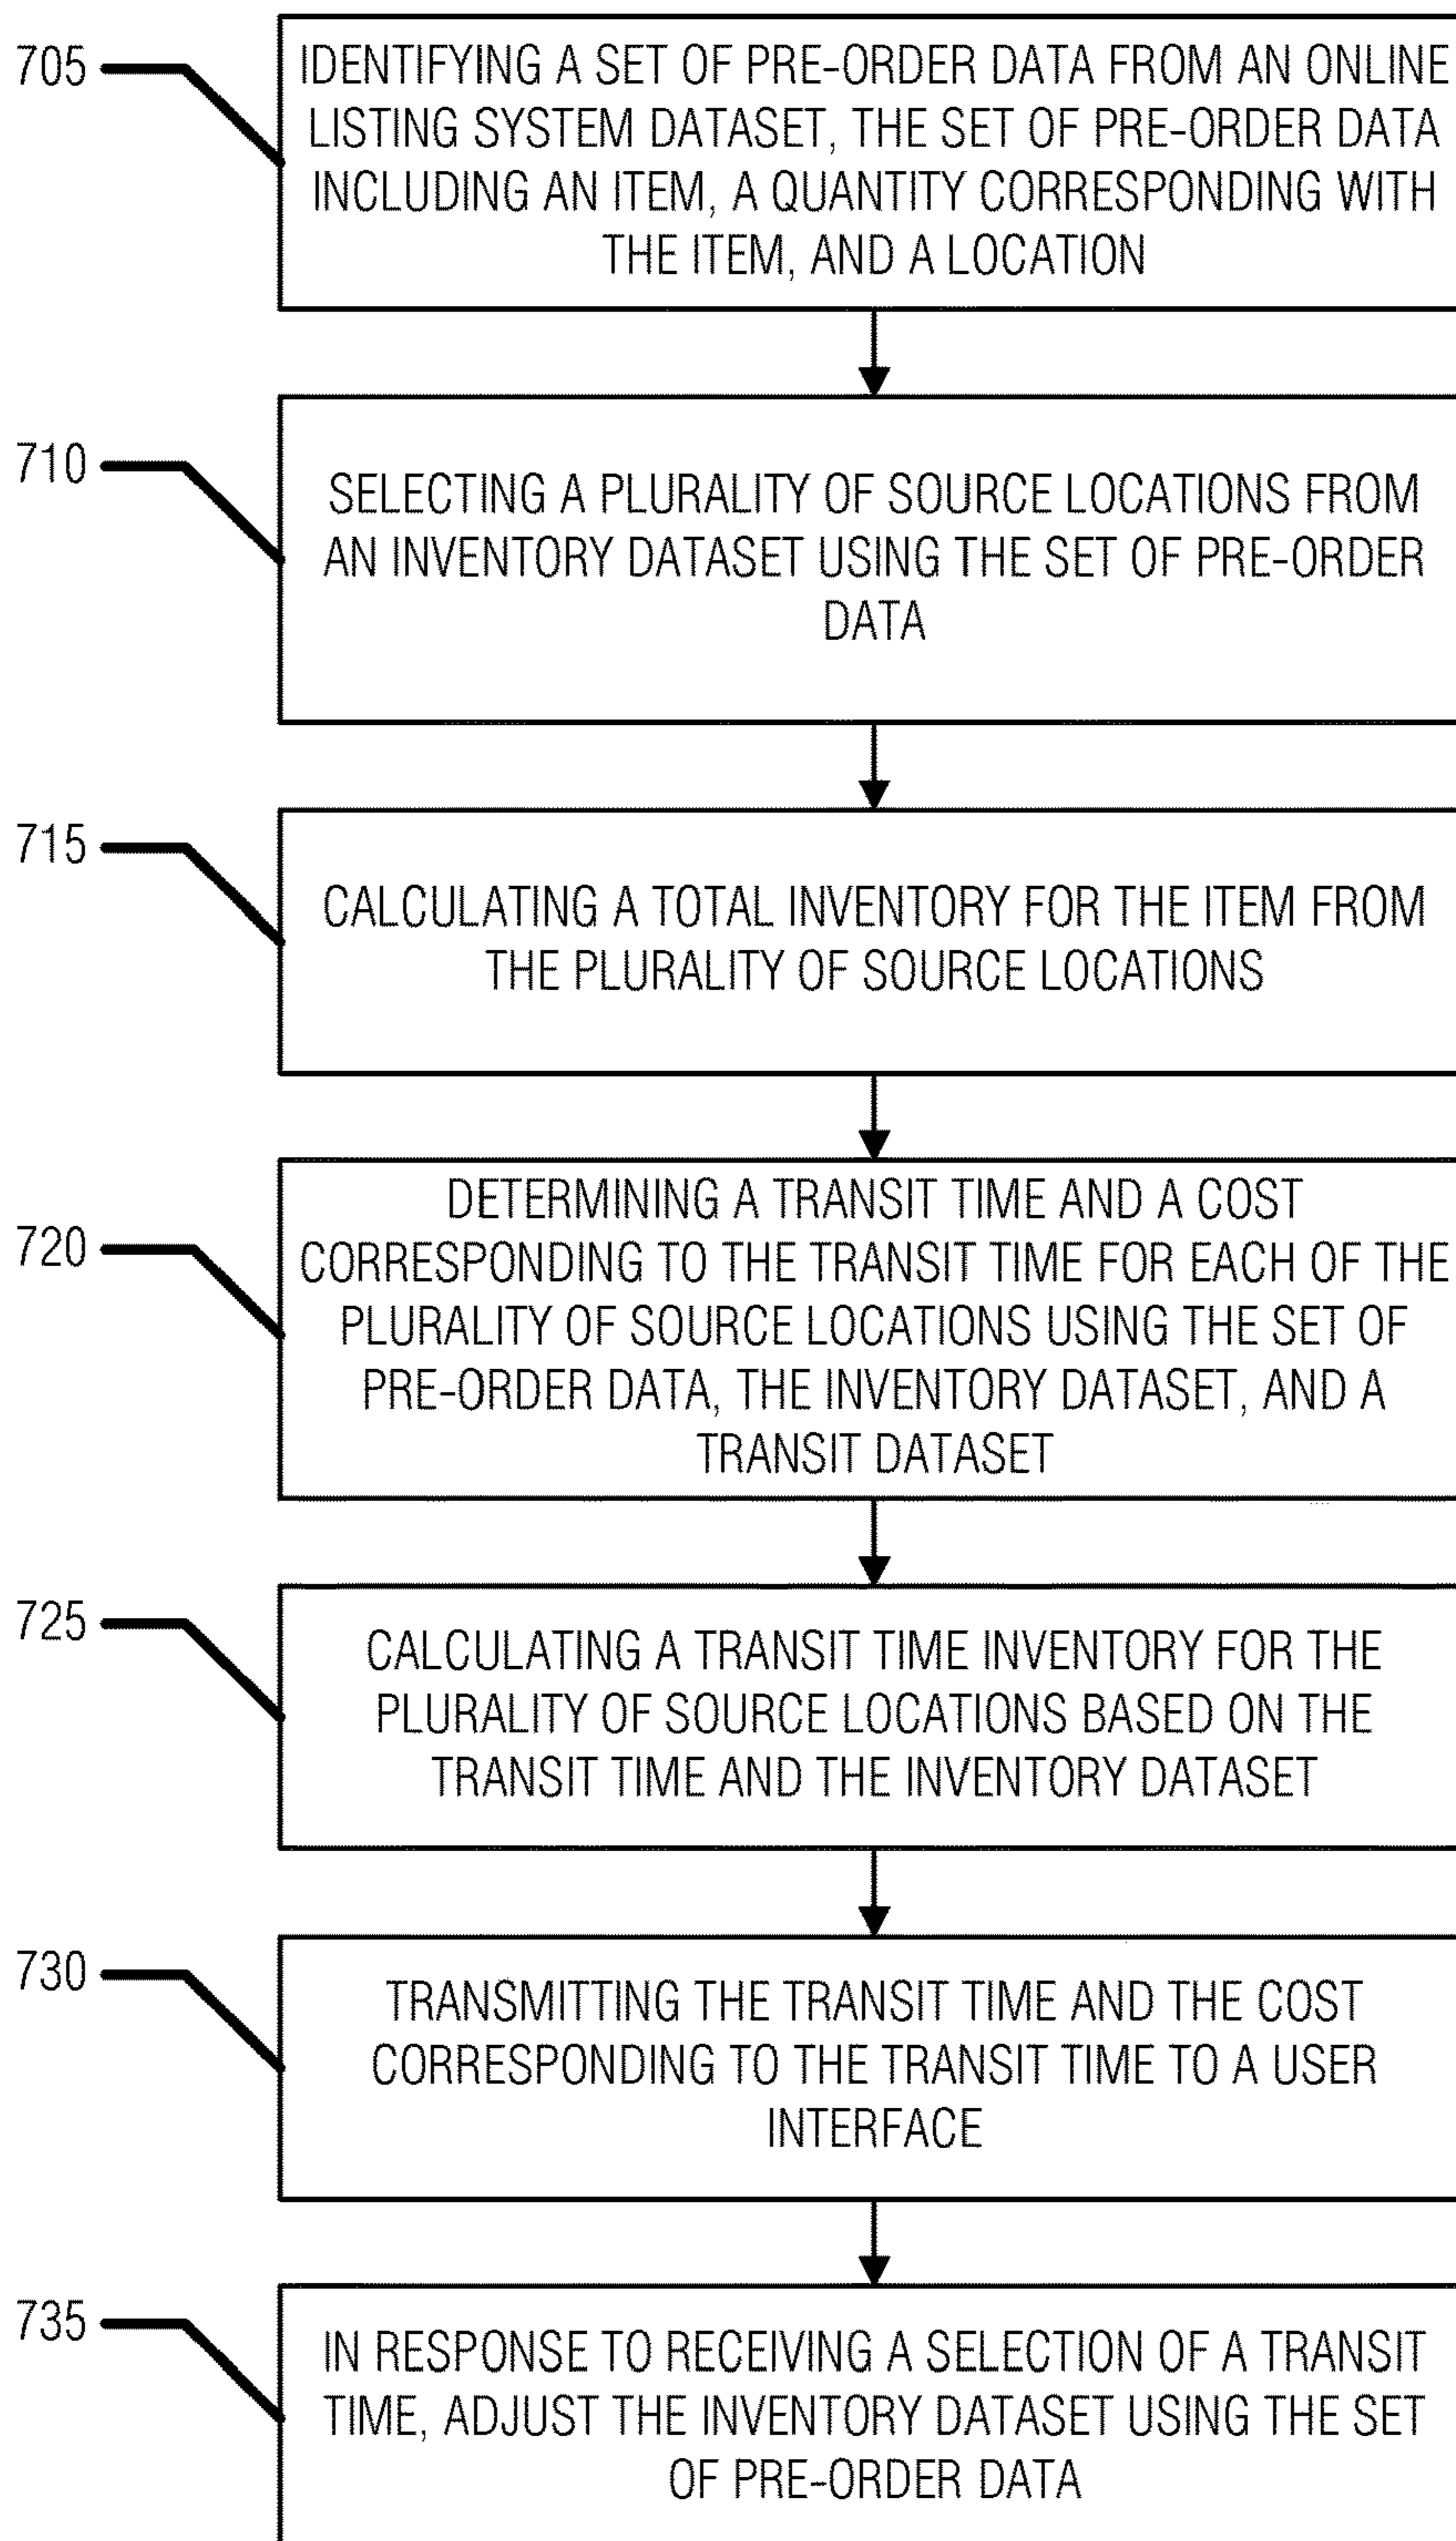 705
IDENTIFYING A SET OF PRE-ORDER DATA FROM AN ONLINE
LISTING SYSTEM DATASET, THE SET OF PRE-ORDER DATA
INCLUDING AN ITEM, A QUANTITY CORRESPONDING WITH
THE ITEM, AND A LOCATION
710
SELECTING A PLURALITY OF SOURCE LOCATIONS FROM
AN INVENTORY DATASET USING THE SET OF PRE-ORDER
DATA
715
CALCULATING A TOTAL INVENTORY FOR THE ITEM FROM
THE PLURALITY OF SOURCE LOCATIONS
720
DETERMINING A TRANSIT TIME AND A COST
CORRESPONDING TO THE TRANSIT TIME FOR EACH OF THE
PLURALITY OF SOURCE LOCATIONS USING THE SET OF
PRE-ORDER DATA, THE INVENTORY DATASET, AND A
TRANSIT DATASET
725
CALCULATING A TRANSIT TIME INVENTORY FOR THE
PLURALITY OF SOURCE LOCATIONS BASED ON THE
TRANSIT TIME AND THE INVENTORY DATASET
730
TRANSMITTING THE TRANSIT TIME AND THE COST
CORRESPONDING TO THE TRANSIT TIME TO A USER
INTERFACE
735
IN RESPONSE TO RECEIVING A SELECTION OF A TRANSIT
TIME, ADJUST THE INVENTORY DATASET USING THE SET
OF PRE-ORDER DATA